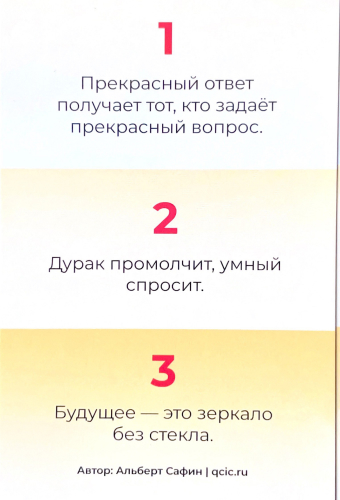 1
Прекрасный ответ
получает тот, кто задаёт
прекрасный вопрос.
2
Дурак промолчит, умный
спросит.
3
Будущее — это зеркало
без стекла.
Автор: Альберт Сафин | qcic.ru